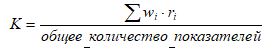 K = ∑ wᵢ · rᵢ
общее количество показателей